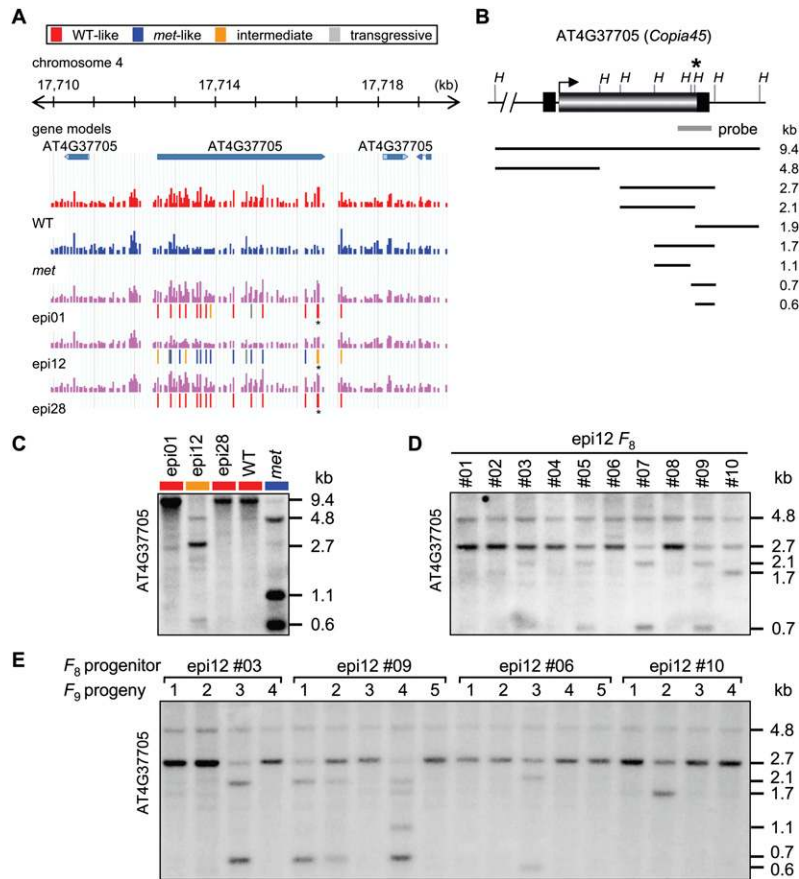 A
WT-like met-like intermediate transgressive
chromosome 4
17,710 17,714 17,718 (kb)
gene models
AT4G37705 AT4G37705 AT4G37705
WT
met
epi01
*
epi12
*
epi28
*
B
AT4G37705 (Copia45)
*
H H H H H H H H
probe kb
9.4
4.8
2.7
2.1
1.9
1.7
1.1
0.7
0.6
C
epi01 epi12 epi28 WT met
kb
AT4G37705
9.4
4.8
2.7
1.1
0.6
D
epi12 F8
#01 #02 #03 #04 #05 #06 #07 #08 #09 #10
kb
AT4G37705
4.8
2.7
2.1
1.7
0.7
E
F8 progenitor epi12 #03 epi12 #09 epi12 #06 epi12 #10
F9 progeny 1 2 3 4 1 2 3 4 5 1 2 3 4 5 1 2 3 4 kb
AT4G37705
4.8
2.7
2.1
1.7
1.1
0.7
0.6